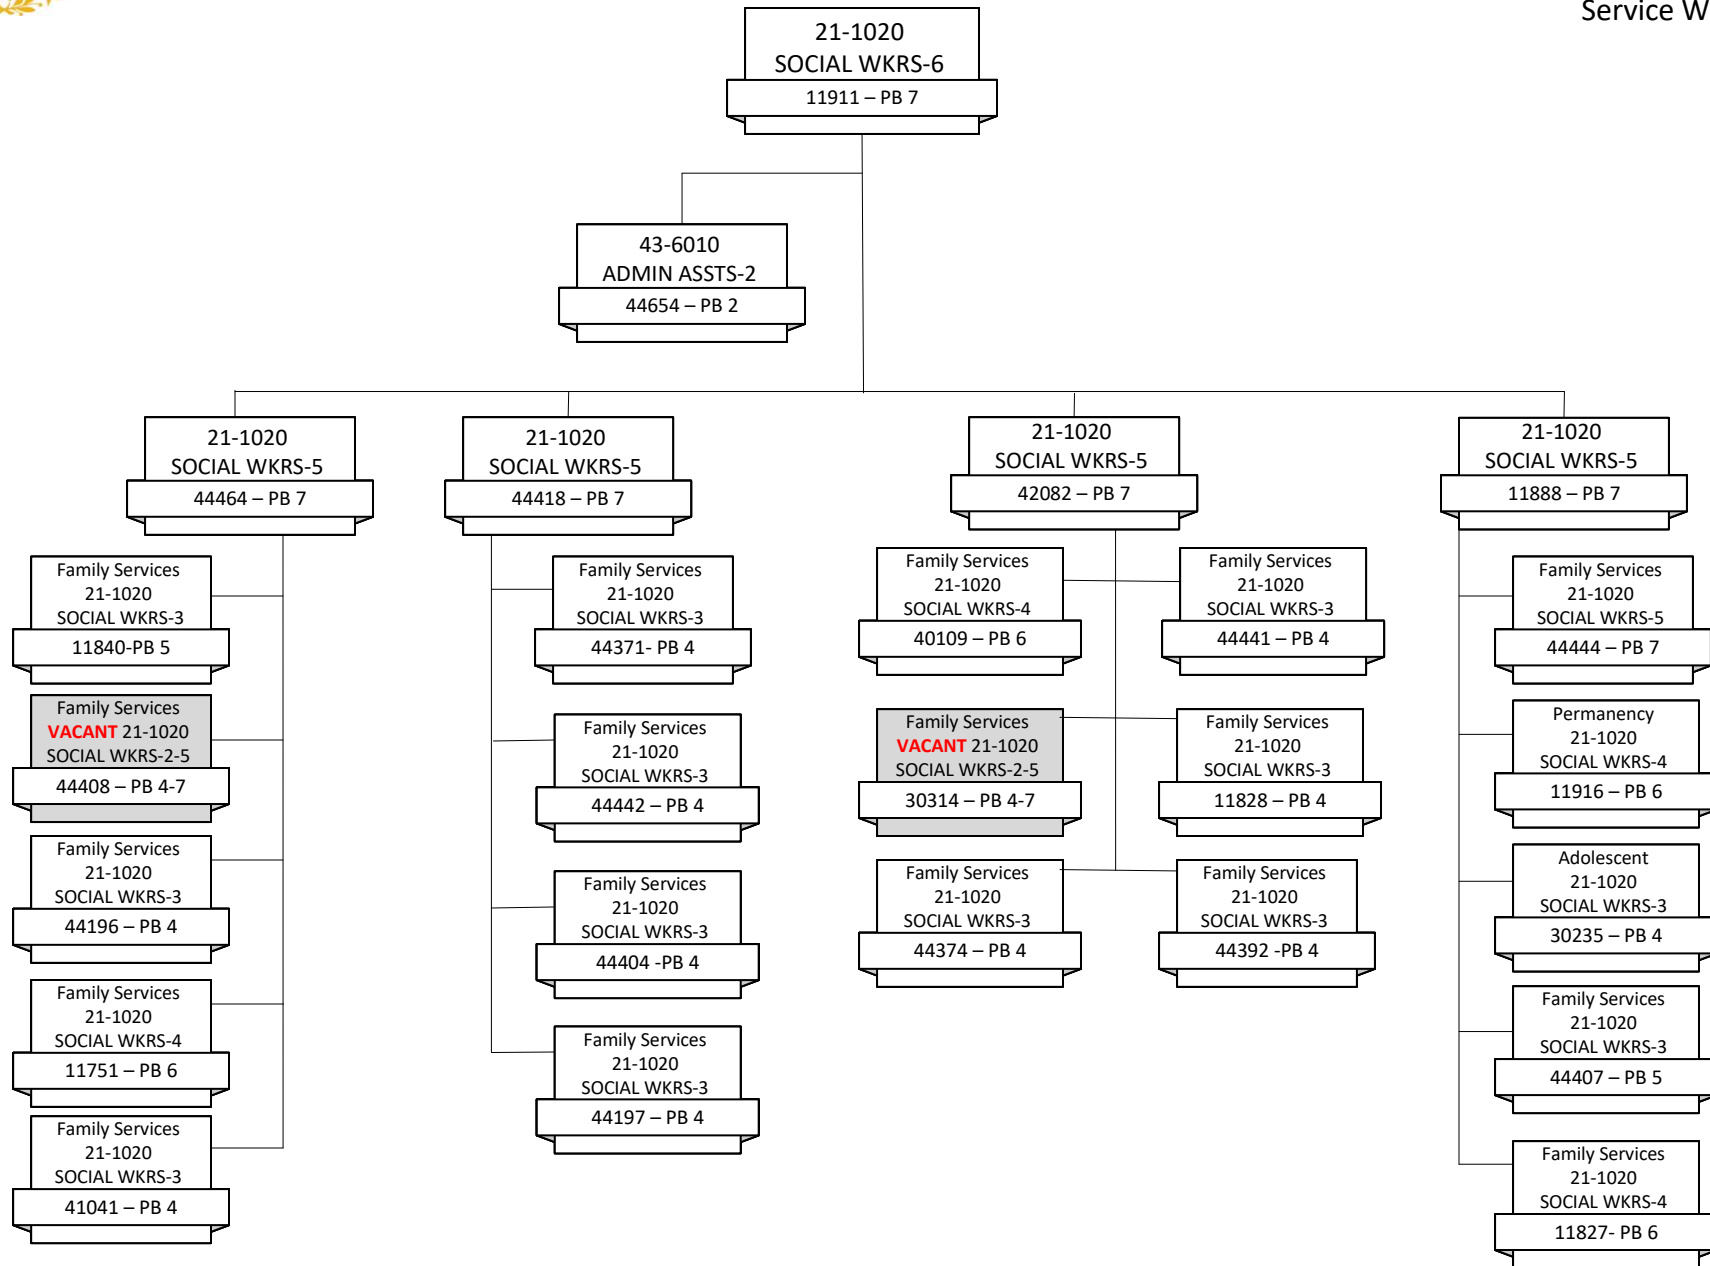 Service W
21-1020
SOCIAL WKRS-6
11911 – PB 7
43-6010
ADMIN ASSTS-2
44654 – PB 2
21-1020
SOCIAL WKRS-5
44464 – PB 7
21-1020
SOCIAL WKRS-5
44418 – PB 7
21-1020
SOCIAL WKRS-5
42082 – PB 7
21-1020
SOCIAL WKRS-5
11888 – PB 7
Family Services
21-1020
SOCIAL WKRS-3
11840-PB 5
Family Services
VACANT 21-1020
SOCIAL WKRS-2-5
44408 – PB 4-7
Family Services
21-1020
SOCIAL WKRS-3
44196 – PB 4
Family Services
21-1020
SOCIAL WKRS-4
11751 – PB 6
Family Services
21-1020
SOCIAL WKRS-3
41041 – PB 4
Family Services
21-1020
SOCIAL WKRS-3
44371- PB 4
Family Services
21-1020
SOCIAL WKRS-3
44442 – PB 4
Family Services
21-1020
SOCIAL WKRS-3
44404 -PB 4
Family Services
21-1020
SOCIAL WKRS-3
44197 – PB 4
Family Services
21-1020
SOCIAL WKRS-4
40109 – PB 6
Family Services
21-1020
SOCIAL WKRS-3
44441 – PB 4
Family Services
VACANT 21-1020
SOCIAL WKRS-2-5
30314 – PB 4-7
Family Services
21-1020
SOCIAL WKRS-3
11828 – PB 4
Family Services
21-1020
SOCIAL WKRS-3
44374 – PB 4
Family Services
21-1020
SOCIAL WKRS-3
44392 -PB 4
Family Services
21-1020
SOCIAL WKRS-5
44444 – PB 7
Permanency
21-1020
SOCIAL WKRS-4
11916 – PB 6
Adolescent
21-1020
SOCIAL WKRS-3
30235 – PB 4
Family Services
21-1020
SOCIAL WKRS-3
44407 – PB 5
Family Services
21-1020
SOCIAL WKRS-4
11827- PB 6